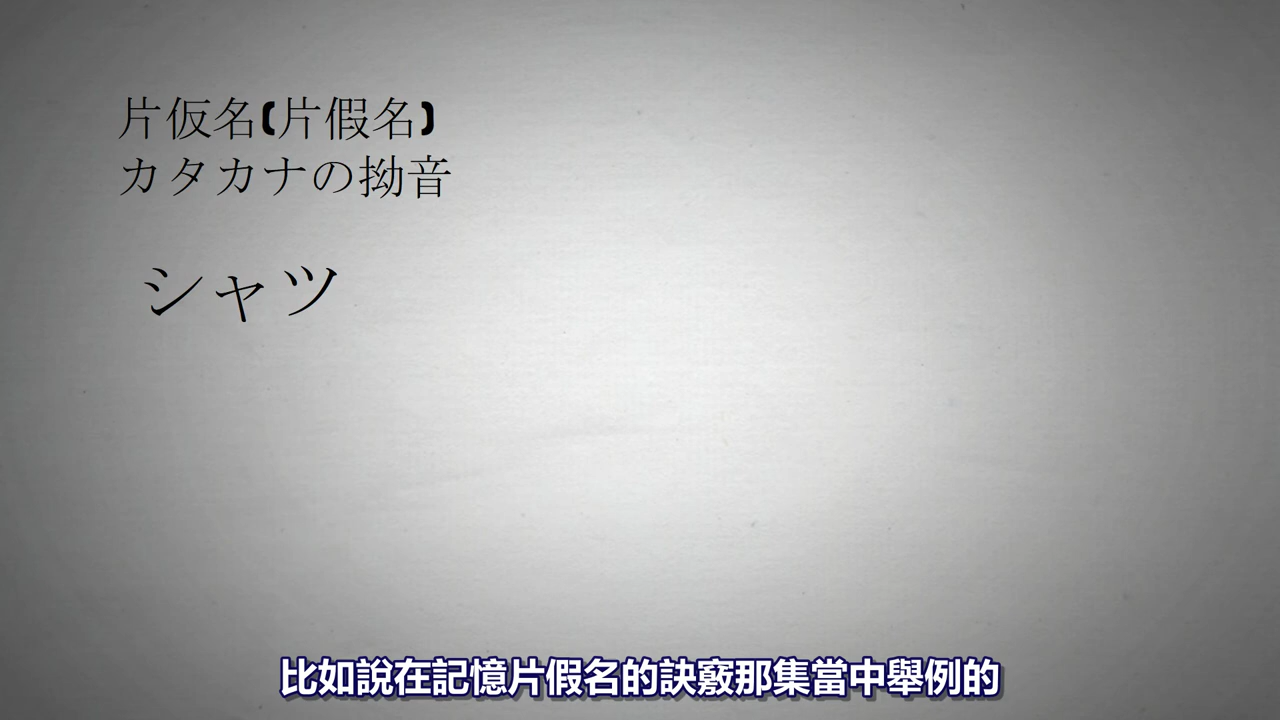 片仮名(片假名)
カタカナの拗音
シャツ
比如說在記憶片假名的訣竅那集當中舉例的